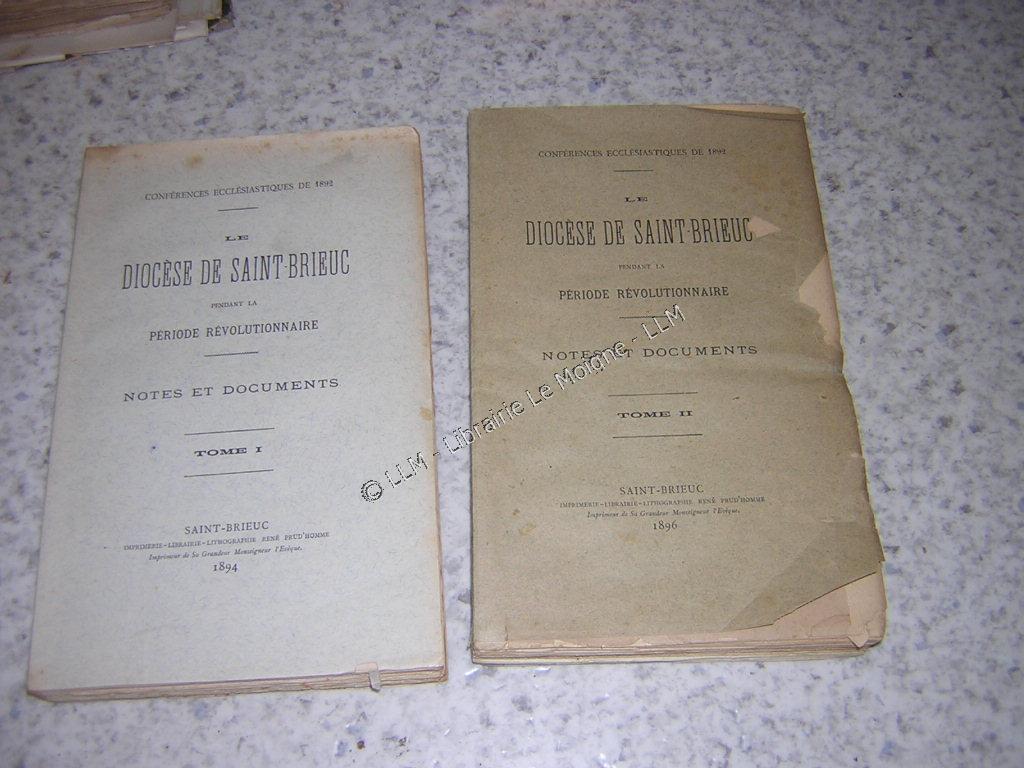 CONFÉRENCES ECCLÉSIASTIQUES DE 1892
LE
DIOCÈSE DE SAINT-BRIEUC
PENDANT LA
PÉRIODE RÉVOLUTIONNAIRE
NOTES ET DOCUMENTS
TOME I
SAINT-BRIEUC
IMPRIMERIE-LIBRAIRIE-LITHOGRAPHIE RENÉ PRUD'HOMME
Imprimeur de Sa Grandeur Monseigneur l'Evêque.
1894
CONFÉRENCES ECCLÉSIASTIQUES DE 1892
LE
DIOCÈSE DE SAINT-BRIEUC
PENDANT LA
PÉRIODE RÉVOLUTIONNAIRE
NOTES ET DOCUMENTS
TOME II
SAINT-BRIEUC
IMPRIMERIE-LIBRAIRIE-LITHOGRAPHIE RENÉ PRUD'HOMME
Imprimeur de Sa Grandeur Monseigneur l'Evêque.
1896
© LLM - Librairie Le Moigne - LLM